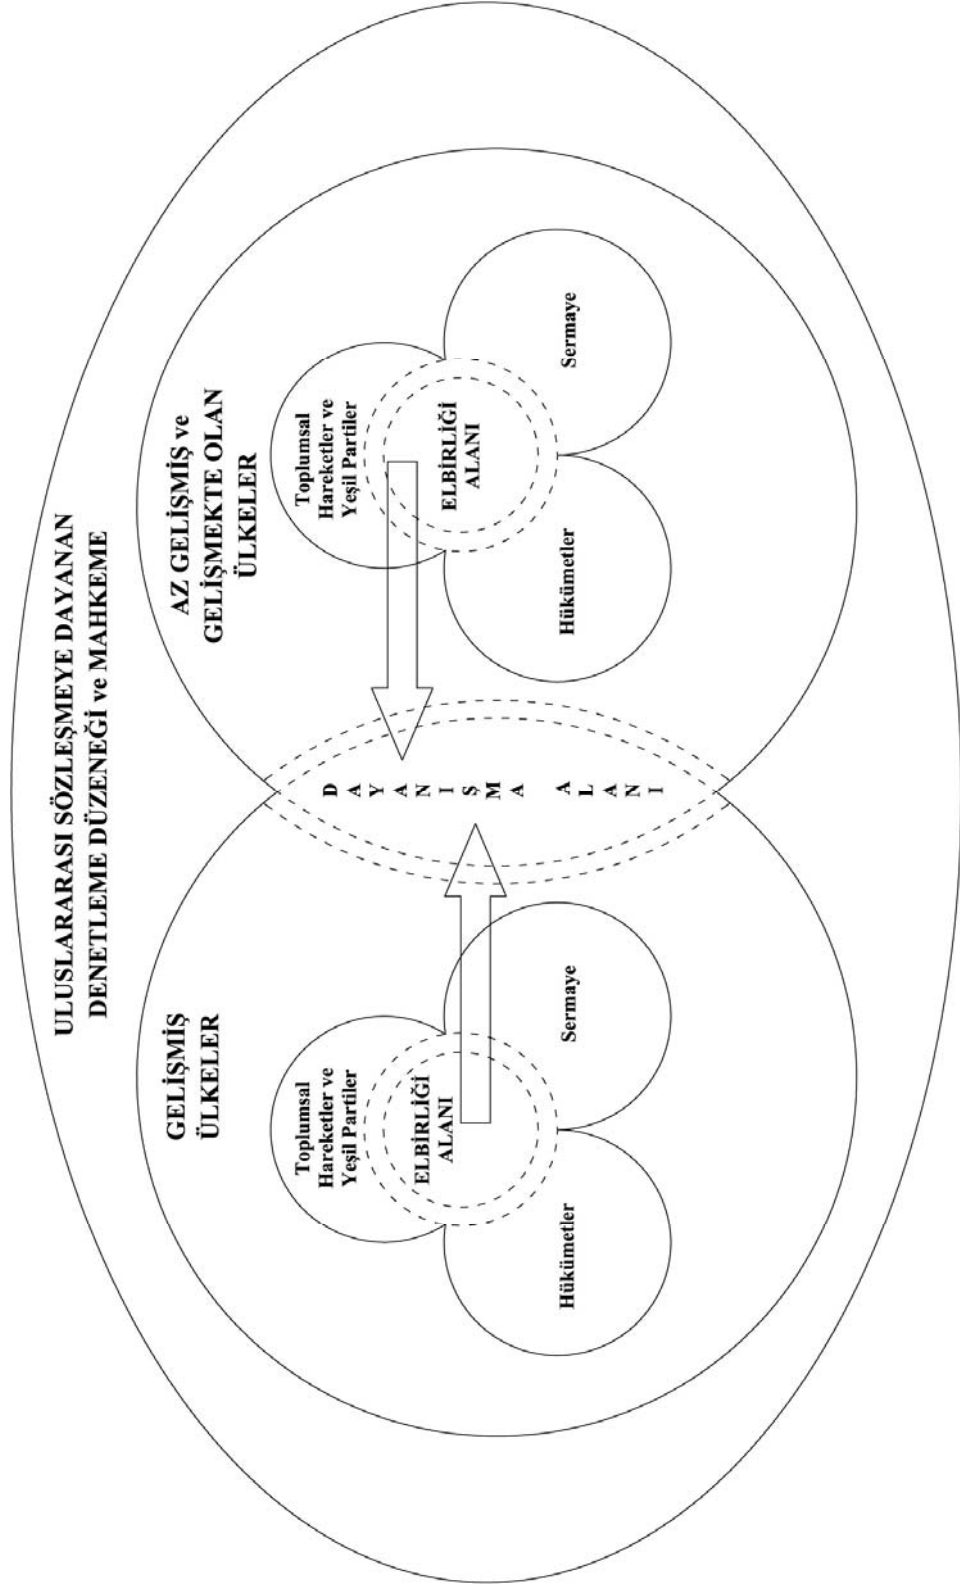 ULUSLARARASI SÖZLEŞMEYE DAYANAN
DENETLEME DÜZENEĞİ ve MAHKEME
GELİŞMİŞ
ÜLKELER
Toplumsal
Hareketler ve
Yeşil Partiler
ELBİRLİĞİ
ALANI
Hükümetler
Sermaye
DAYANIŞMA ALANI
AZ GELİŞMİŞ ve
GELİŞMEKTE OLAN
ÜLKELER
Toplumsal
Hareketler ve
Yeşil Partiler
ELBİRLİĞİ
ALANI
Hükümetler
Sermaye